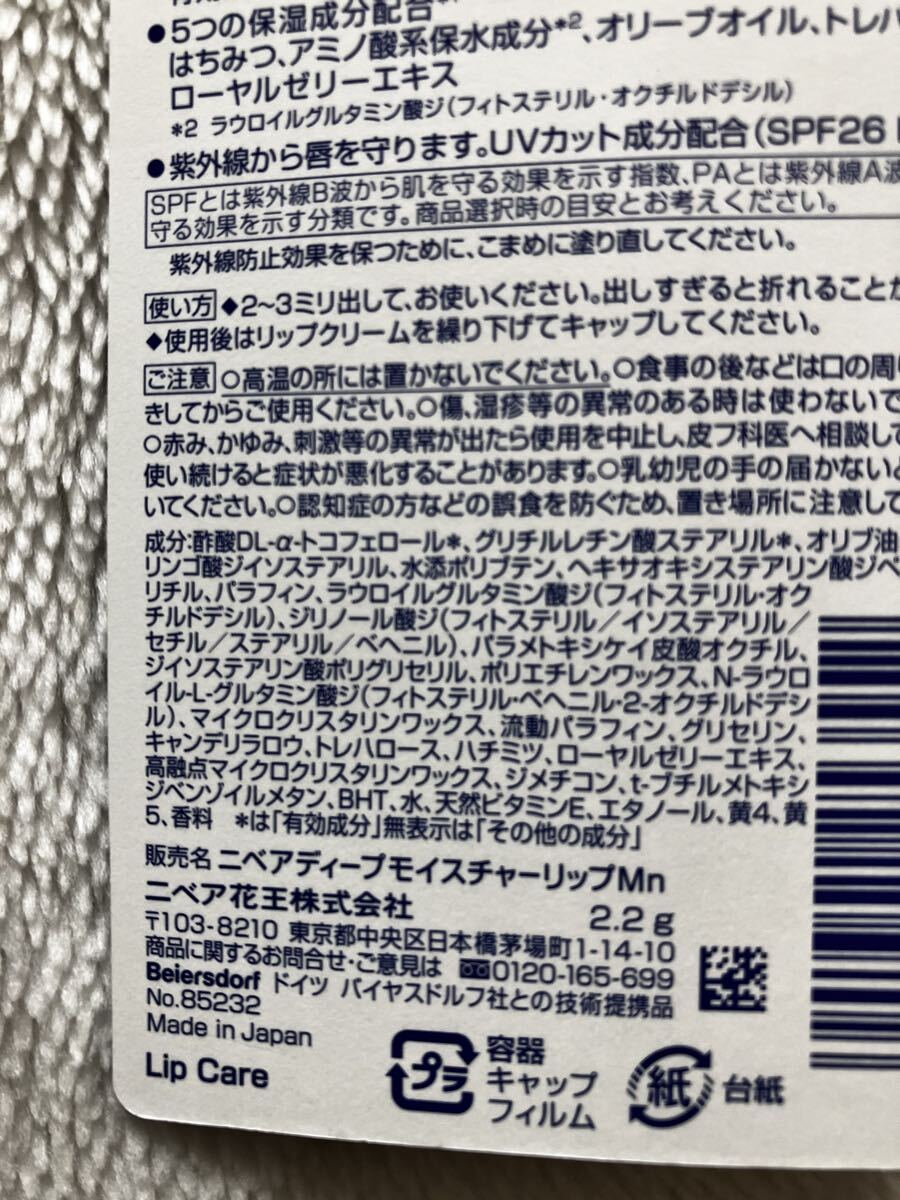 ●5つの保湿成分配合
はちみつ、アミノ酸系保水成分*2、オリーブオイル、トレハ
ローヤルゼリーエキス
*2 ラウロイルグルタミン酸ジ(フィトステリル・オクチルドデシル)
●紫外線から唇を守ります。UVカット成分配合(SPF26
SPFとは紫外線B波から肌を守る効果を示す指数、PAとは紫外線A波
守る効果を示す分類です。商品選択時の目安とお考えください。
紫外線防止効果を保つために、こまめに塗り直してください。
使い方 ◆2～3ミリ出して、お使いください。出しすぎると折れることが
◆使用後はリップクリームを繰り下げてキャップしてください。
ご注意 ○高温の所には置かないでください。○食事の後などは口の周り
きしてからご使用ください。○傷、湿疹等の異常のある時は使わないで
○赤み、かゆみ、刺激等の異常が出たら使用を中止し、皮フ科医へ相談して
使い続けると症状が悪化することがあります。○乳幼児の手の届かないと
いてください。○認知症の方などの誤食を防ぐため、置き場所に注意して
成分:酢酸DL-α-トコフェロール*、グリチルレチン酸ステアリル*、オリブ油
リンゴ酸ジイソステアリル、水添ポリブテン、ヘキサオキシステアリン酸ジペ
リチル、パラフィン、ラウロイルグルタミン酸ジ(フィトステリル・オク
チルドデシル)、ジリノール酸ジ(フィトステリル/イソステアリル/
セチル/ステアリル/ベヘニル)、パラメトキシケイ皮酸オクチル、
ジイソステアリン酸ポリグリセリル、ポリエチレンワックス、N-ラウロ
イル-L-グルタミン酸ジ(フィトステリル・ベヘニル・2-オクチルドデシ
ル)、マイクロクリスタリンワックス、流動パラフィン、グリセリン、
キャンデリラロウ、トレハロース、ハチミツ、ローヤルゼリーエキス、
高融点マイクロクリスタリンワックス、ジメチコン、t-ブチルメトキシ
ジベンゾイルメタン、BHT、水、天然ビタミンE、エタノール、黄4、黄
5、香料 *は「有効成分」無表示は「その他の成分」
販売名 ニベアディープモイスチャーリップMn
ニベア花王株式会社 2.2g
〒103-8210 東京都中央区日本橋茅場町1-14-10
商品に関するお問合せ・ご意見は 0120-165-699
Beiersdorf ドイツ バイヤスドルフ社との技術提携品
No.85232
Made in Japan
Lip Care
プラ 容器
キャップ
フィルム
紙 台紙